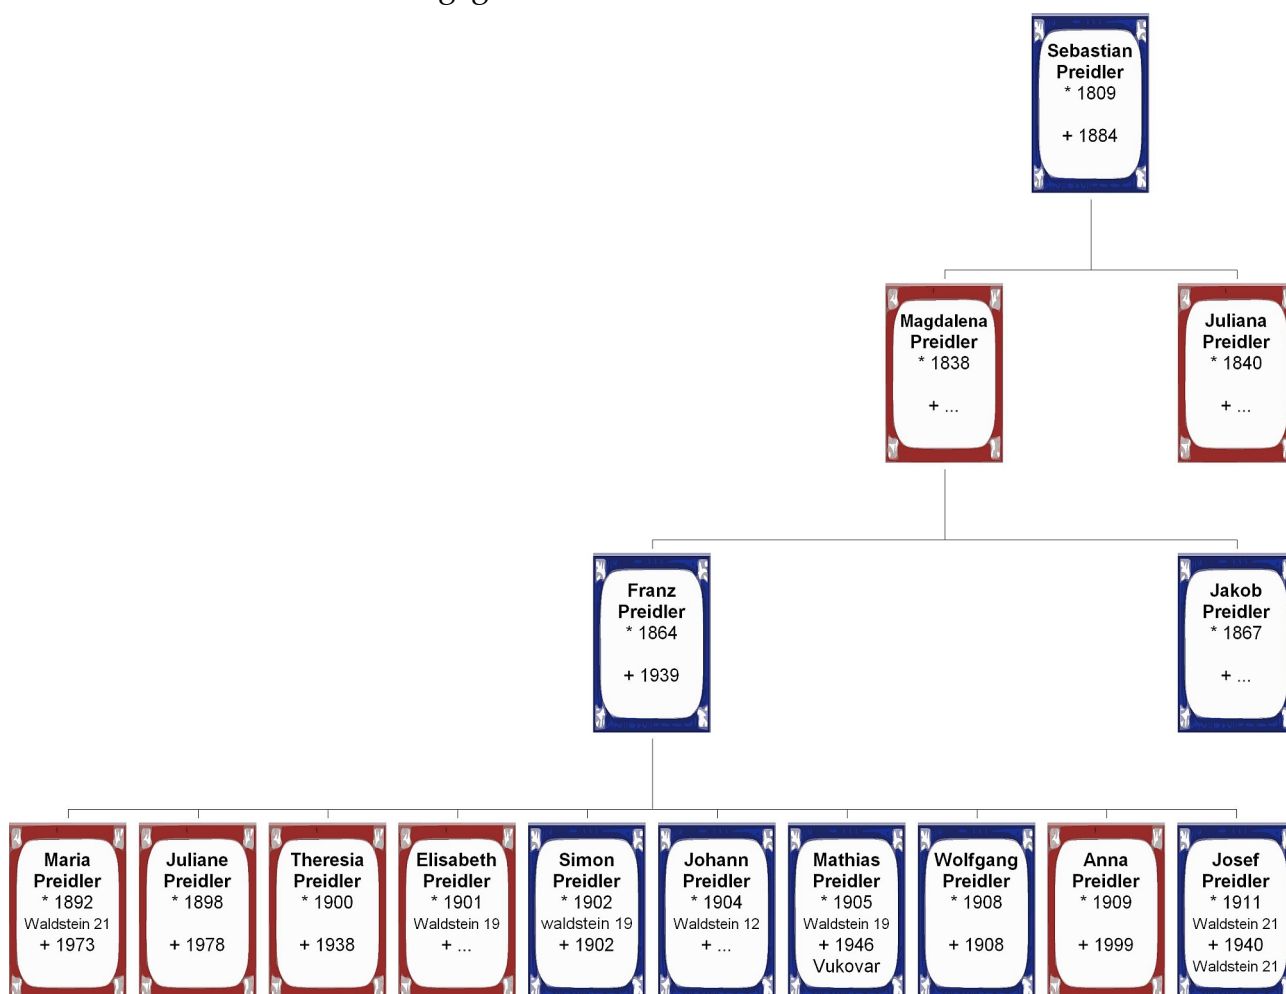 Sebastian
Preidler
* 1809
+ 1884
Magdalena
Preidler
* 1838
+ ...
Juliana
Preidler
* 1840
+ ...
Franz
Preidler
* 1864
+ 1939
Jakob
Preidler
* 1867
+ ...
Maria
Preidler
* 1892
Waldstein 21
+ 1973
Juliane
Preidler
* 1898
+ 1978
Theresia
Preidler
* 1900
+ 1938
Elisabeth
Preidler
* 1901
Waldstein 19
+ ...
Simon
Preidler
* 1902
waldstein 19
+ 1902
Johann
Preidler
* 1904
Waldstein 12
+ ...
Mathias
Preidler
* 1905
Waldstein 19
+ 1946
Vukovar
Wolfgang
Preidler
* 1908
+ 1908
Anna
Preidler
* 1909
+ 1999
Josef
Preidler
* 1911
Waldstein 21
+ 1940
Waldstein 21